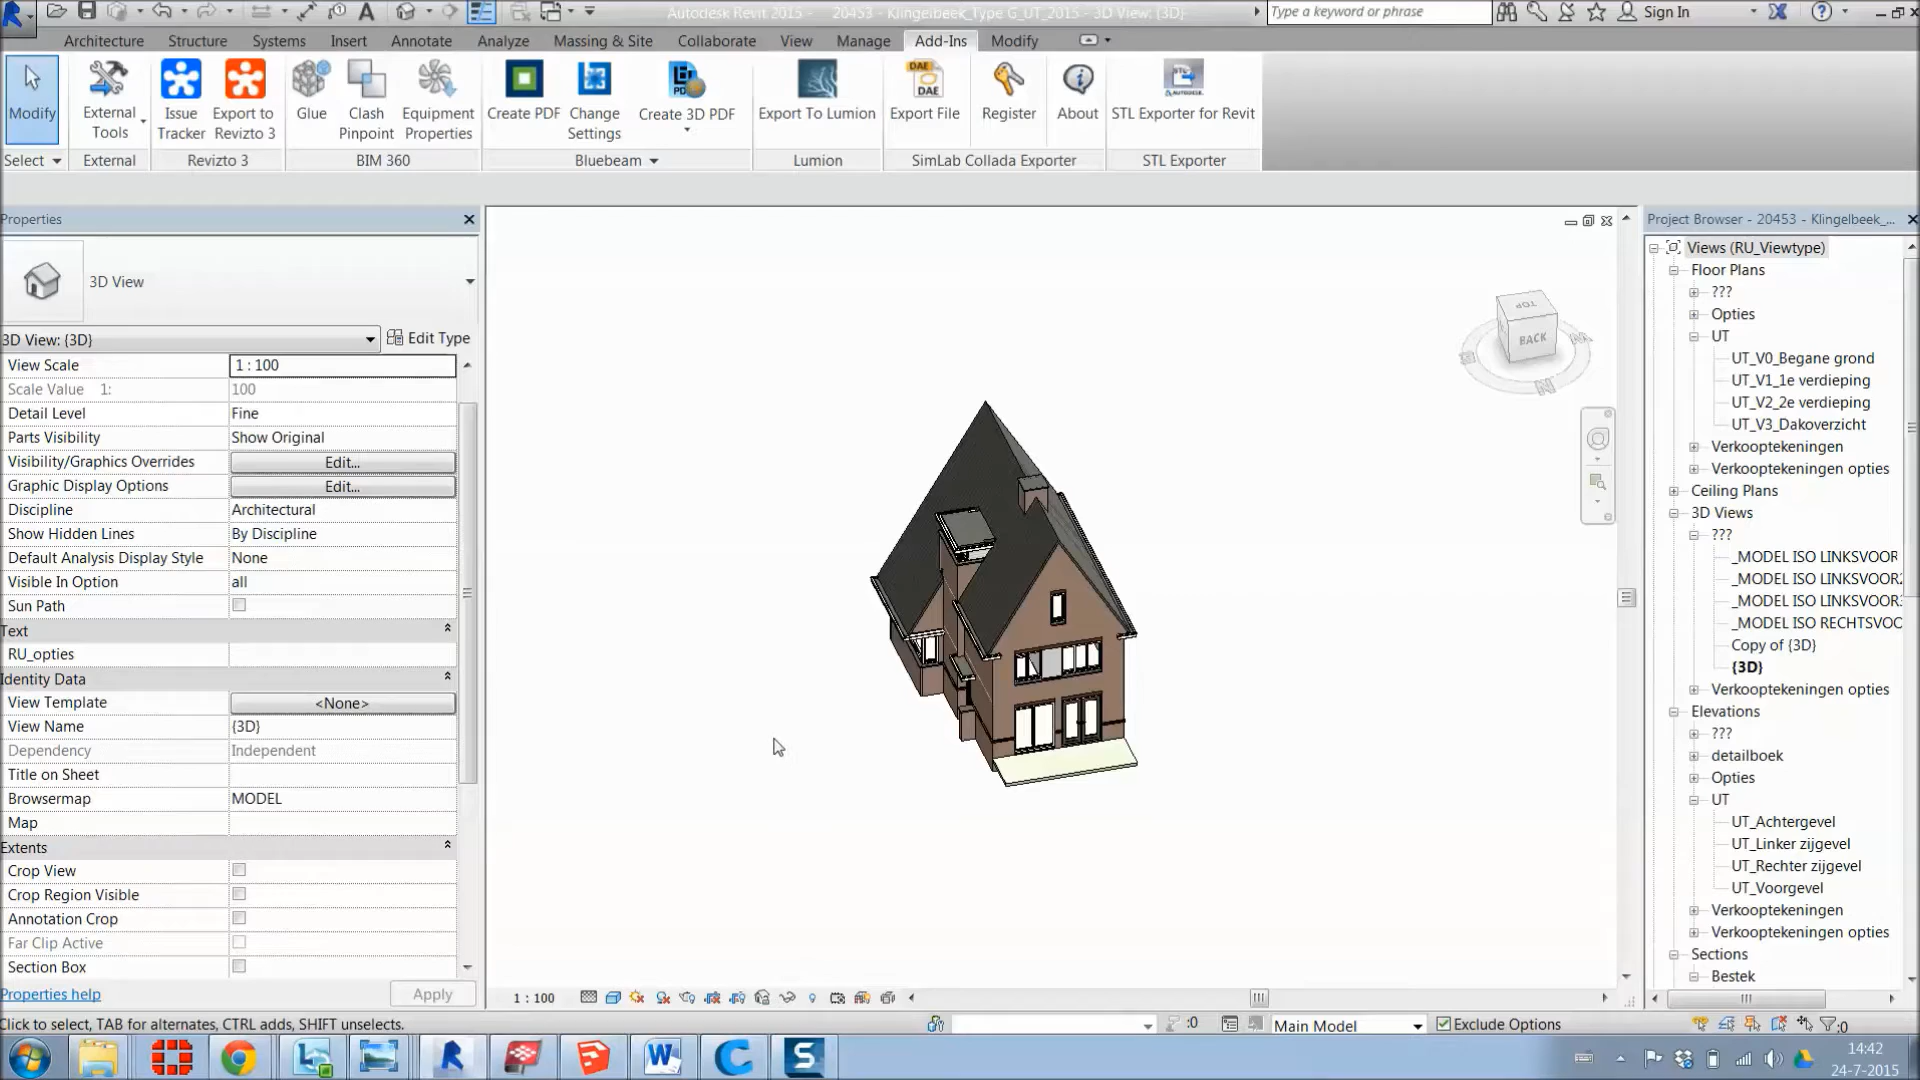 Autodesk Revit 2015 - 20453 - Klingelbeek_Type G_UT_2015 - 3D View: {3D}
Type a keyword or phrase
Sign In
Architecture Structure Systems Insert Annotate Analyze Massing & Site Collaborate View Manage Add-Ins Modify
Modify
External Tools
Issue Tracker
Export to Revizto 3
Glue
Clash Pinpoint
Equipment Properties
Create PDF
Change Settings
Create 3D PDF
Export To Lumion
Export File
Register
About
STL Exporter for Revit
Select External Revizto 3 BIM 360 Bluebeam Lumion SimLab Collada Exporter STL Exporter
Properties
3D View
3D View: {3D}
Edit Type
View Scale 1 : 100
Scale Value 1: 100
Detail Level Fine
Parts Visibility Show Original
Visibility/Graphics Overrides Edit...
Graphic Display Options Edit...
Discipline Architectural
Show Hidden Lines By Discipline
Default Analysis Display Style None
Visible In Option all
Sun Path
Text
RU_opties
Identity Data
View Template <None>
View Name {3D}
Dependency Independent
Title on Sheet
Browsermap MODEL
Map
Extents
Crop View
Crop Region Visible
Annotation Crop
Far Clip Active
Section Box
Properties help
Apply
TOP
BACK
N
1 : 100
Project Browser - 20453 - Klingelbeek_...
Views (RU_Viewtype)
Floor Plans
???
Opties
UT
UT_V0_Begane grond
UT_V1_1e verdieping
UT_V2_2e verdieping
UT_V3_Dakoverzicht
Verkooptekeningen
Verkooptekeningen opties
Ceiling Plans
3D Views
???
_MODEL ISO LINKSVOOR
_MODEL ISO LINKSVOOR2
_MODEL ISO LINKSVOOR3
_MODEL ISO RECHTSVOO
Copy of {3D}
{3D}
Verkooptekeningen opties
Elevations
???
detailboek
Opties
UT
UT_Achtergevel
UT_Linker zijgevel
UT_Rechter zijgevel
UT_Voorgevel
Verkooptekeningen
Verkooptekeningen opties
Sections
Bestek
Click to select, TAB for alternates, CTRL adds, SHIFT unselects.
:0
Main Model
Exclude Options
:0
14:42
24-7-2015